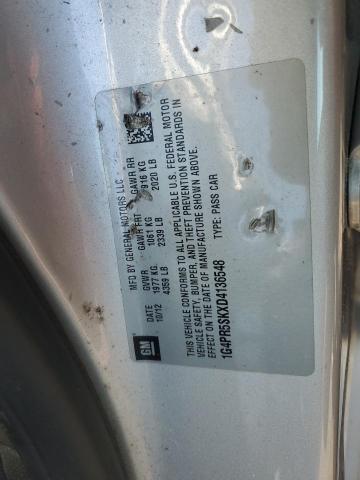 MFD BY GENERAL MOTORS LLC
DATE GVWR GAWR FRT GAWR RR
10/12 1977 KG 1061 KG 916 KG
4359 LB 2339 LB 2020 LB
THIS VEHICLE CONFORMS TO ALL APPLICABLE U.S. FEDERAL MOTOR
VEHICLE SAFETY, BUMPER, AND THEFT PREVENTION STANDARDS IN
EFFECT ON THE DATE OF MANUFACTURE SHOWN ABOVE.
1G4PR5SKXD4136548 TYPE: PASS CAR
GM